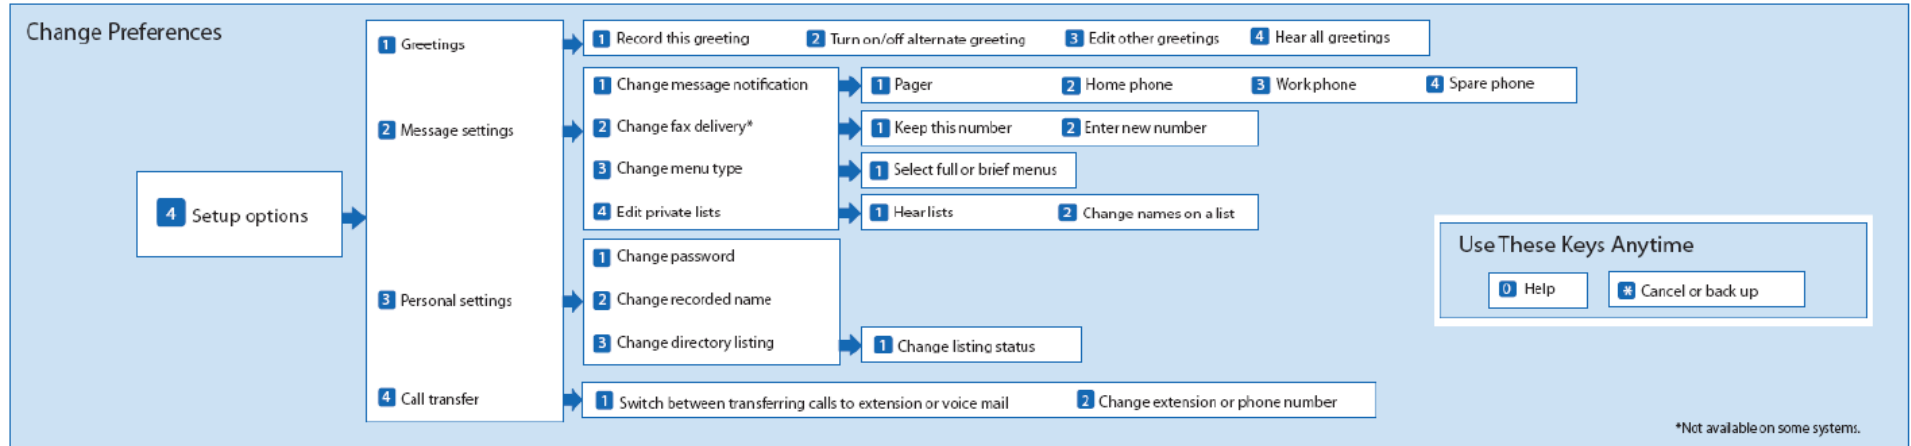 Change Preferences
1 Greetings
1 Record this greeting 2 Turn on/off alternate greeting 3 Edit other greetings 4 Hear all greetings
1 Change message notification 1 Pager 2 Home phone 3 Work phone 4 Spare phone
2 Message settings
2 Change fax delivery* 1 Keep this number 2 Enter new number
3 Change menu type 1 Select full or brief menus
4 Setup options
4 Edit private lists 1 Hear lists 2 Change names on a list
1 Change password
3 Personal settings
2 Change recorded name
3 Change directory listing 1 Change listing status
4 Call transfer
1 Switch between transferring calls to extension or voice mail 2 Change extension or phone number
Use These Keys Anytime
0 Help * Cancel or back up
*Not available on some systems.